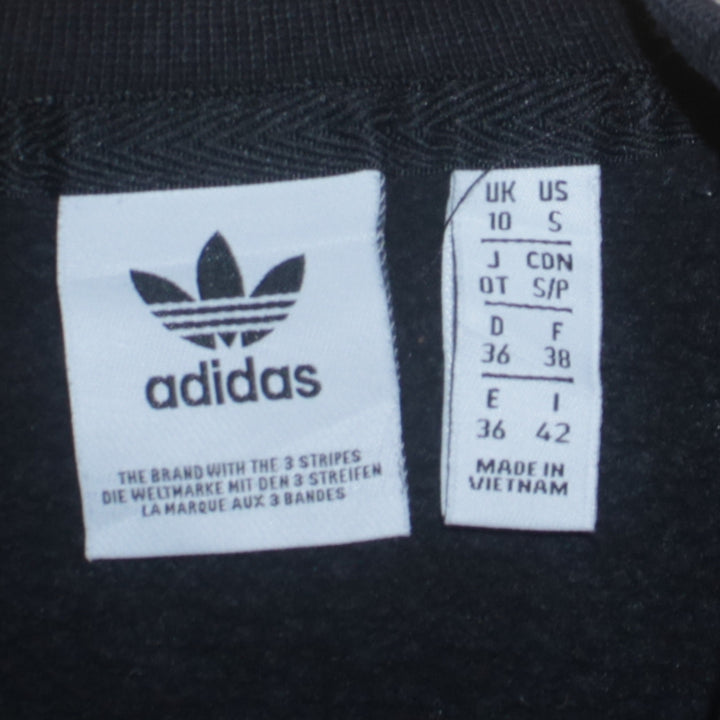 adidas
THE BRAND WITH THE 3 STRIPES
DIE WELTMARKE MIT DEN 3 STREIFEN
LA MARQUE AUX 3 BANDES
UK US
10 S
J CDN
OT S/P
D F
36 38
E I
36 42
MADE IN
VIETNAM